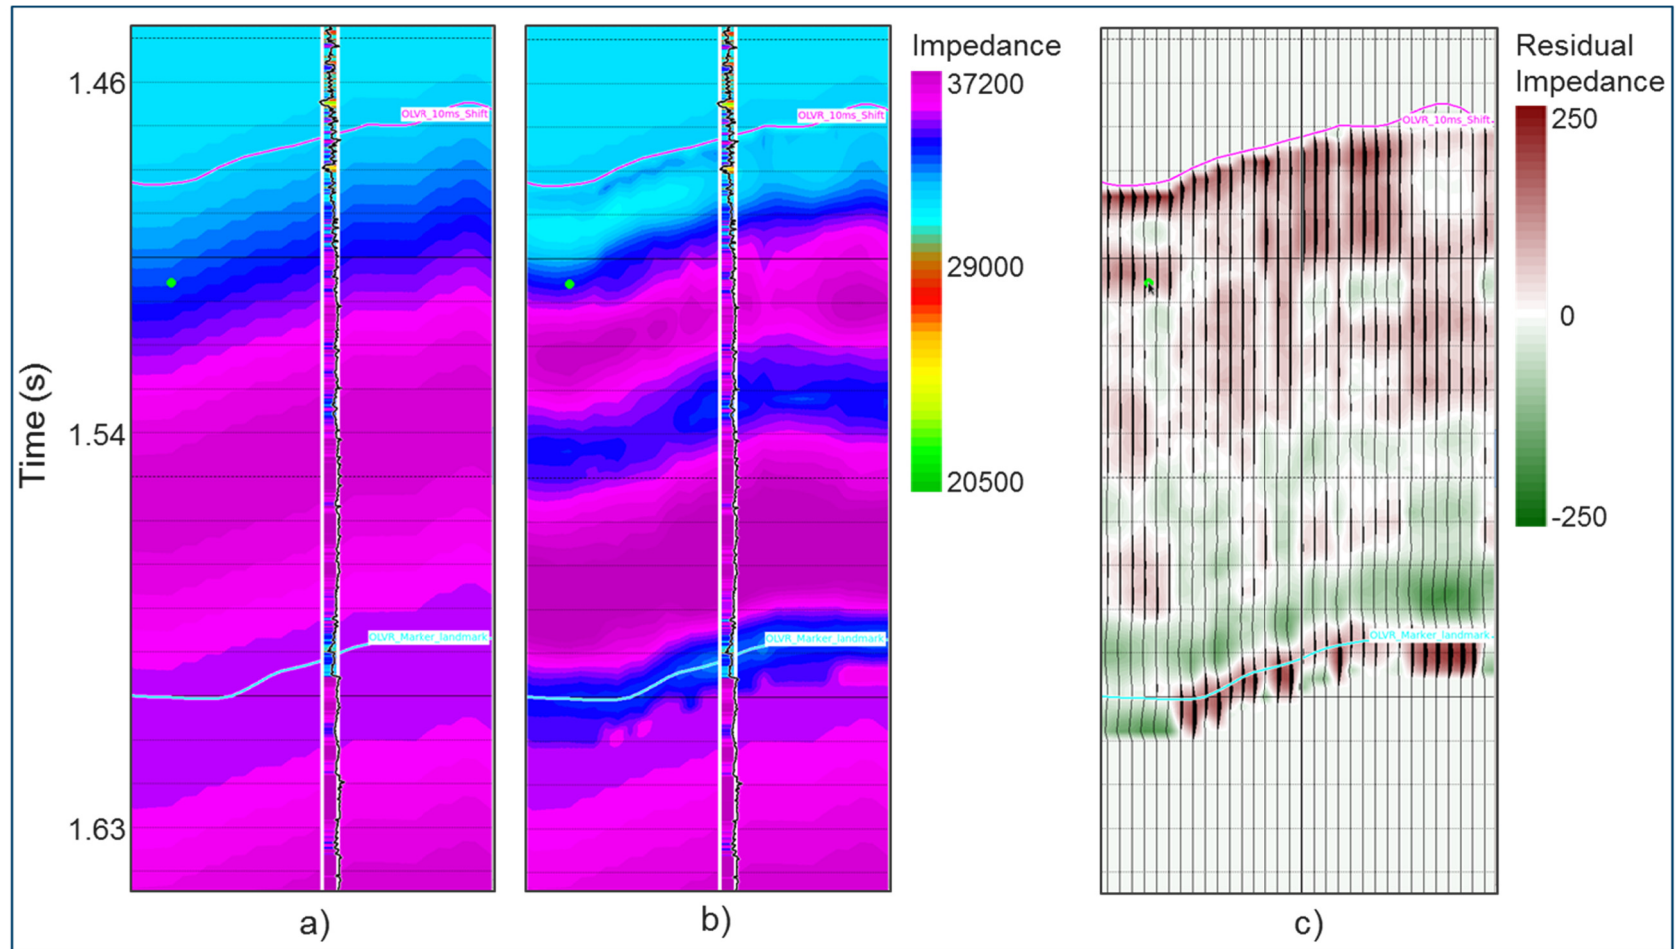 Time (s)
1.46
1.54
1.63
OLVR_10ms_Shift
OLVR_Marker_landmark
a)
OLVR_10ms_Shift
OLVR_Marker_landmark
b)
Impedance
37200
29000
20500
OLVR_10ms_Shift
OLVR_Marker_landmark
c)
Residual
Impedance
250
0
-250